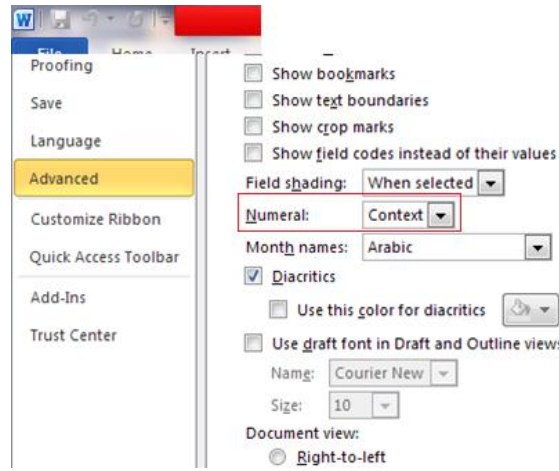 W
File Home Insert
Proofing
Save
Language
Advanced
Customize Ribbon
Quick Access Toolbar
Add-Ins
Trust Center
Show bookmarks
Show text boundaries
Show crop marks
Show field codes instead of their values
Field shading: When selected
Numeral: Context
Month names: Arabic
Diacritics
Use this color for diacritics
Use draft font in Draft and Outline views
Name: Courier New
Size: 10
Document view:
Right-to-left